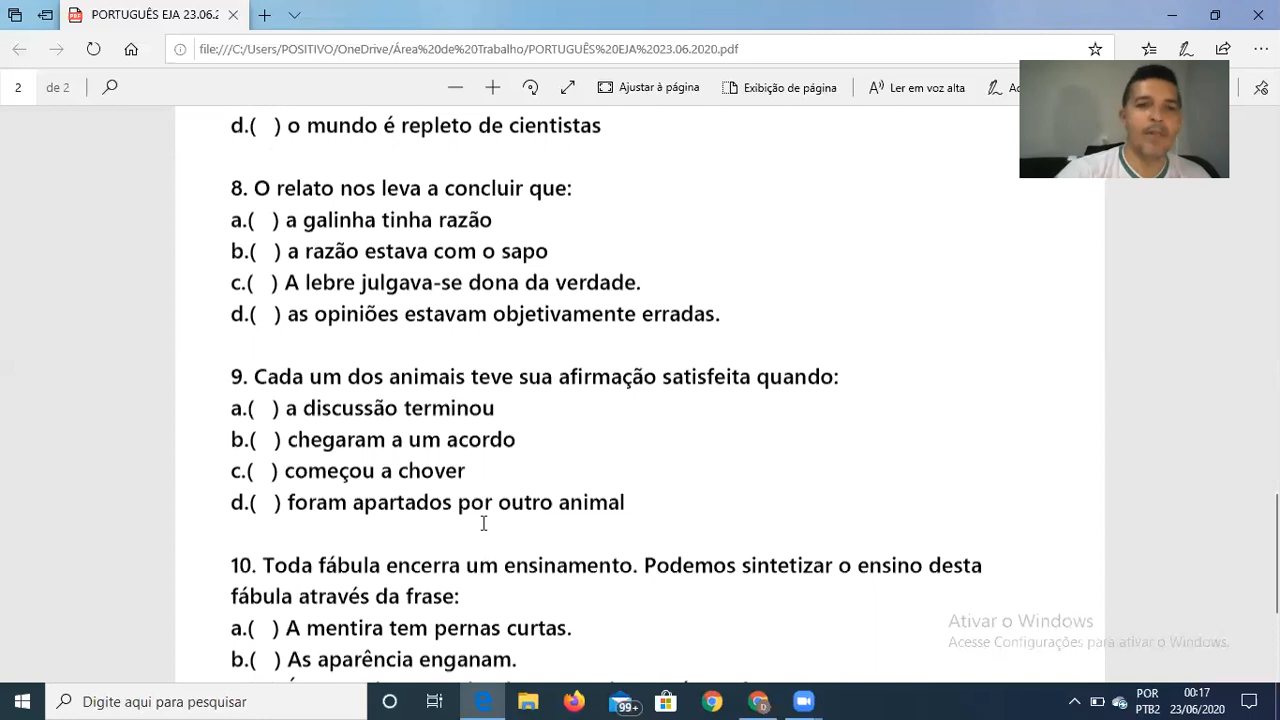 PORTUGUÊS EJA 23.06.2
file:///C:/Users/POSITIVO/OneDrive/Área%20de%20Trabalho/PORTUGUÊS%20EJA%2023.06.2020.pdf
2 de 2
Ajustar à página
Exibição de página
Ler em voz alta
d.( ) o mundo é repleto de cientistas
8. O relato nos leva a concluir que:
a.( ) a galinha tinha razão
b.( ) a razão estava com o sapo
c.( ) A lebre julgava-se dona da verdade.
d.( ) as opiniões estavam objetivamente erradas.
9. Cada um dos animais teve sua afirmação satisfeita quando:
a.( ) a discussão terminou
b.( ) chegaram a um acordo
c.( ) começou a chover
d.( ) foram apartados por outro animal
10. Toda fábula encerra um ensinamento. Podemos sintetizar o ensino desta
fábula através da frase:
a.( ) A mentira tem pernas curtas.
b.( ) As aparência enganam.
Ativar o Windows
Acesse Configurações para ativar o Windows.
Digite aqui para pesquisar
99+
POR
PTB2
00:17
23/06/2020